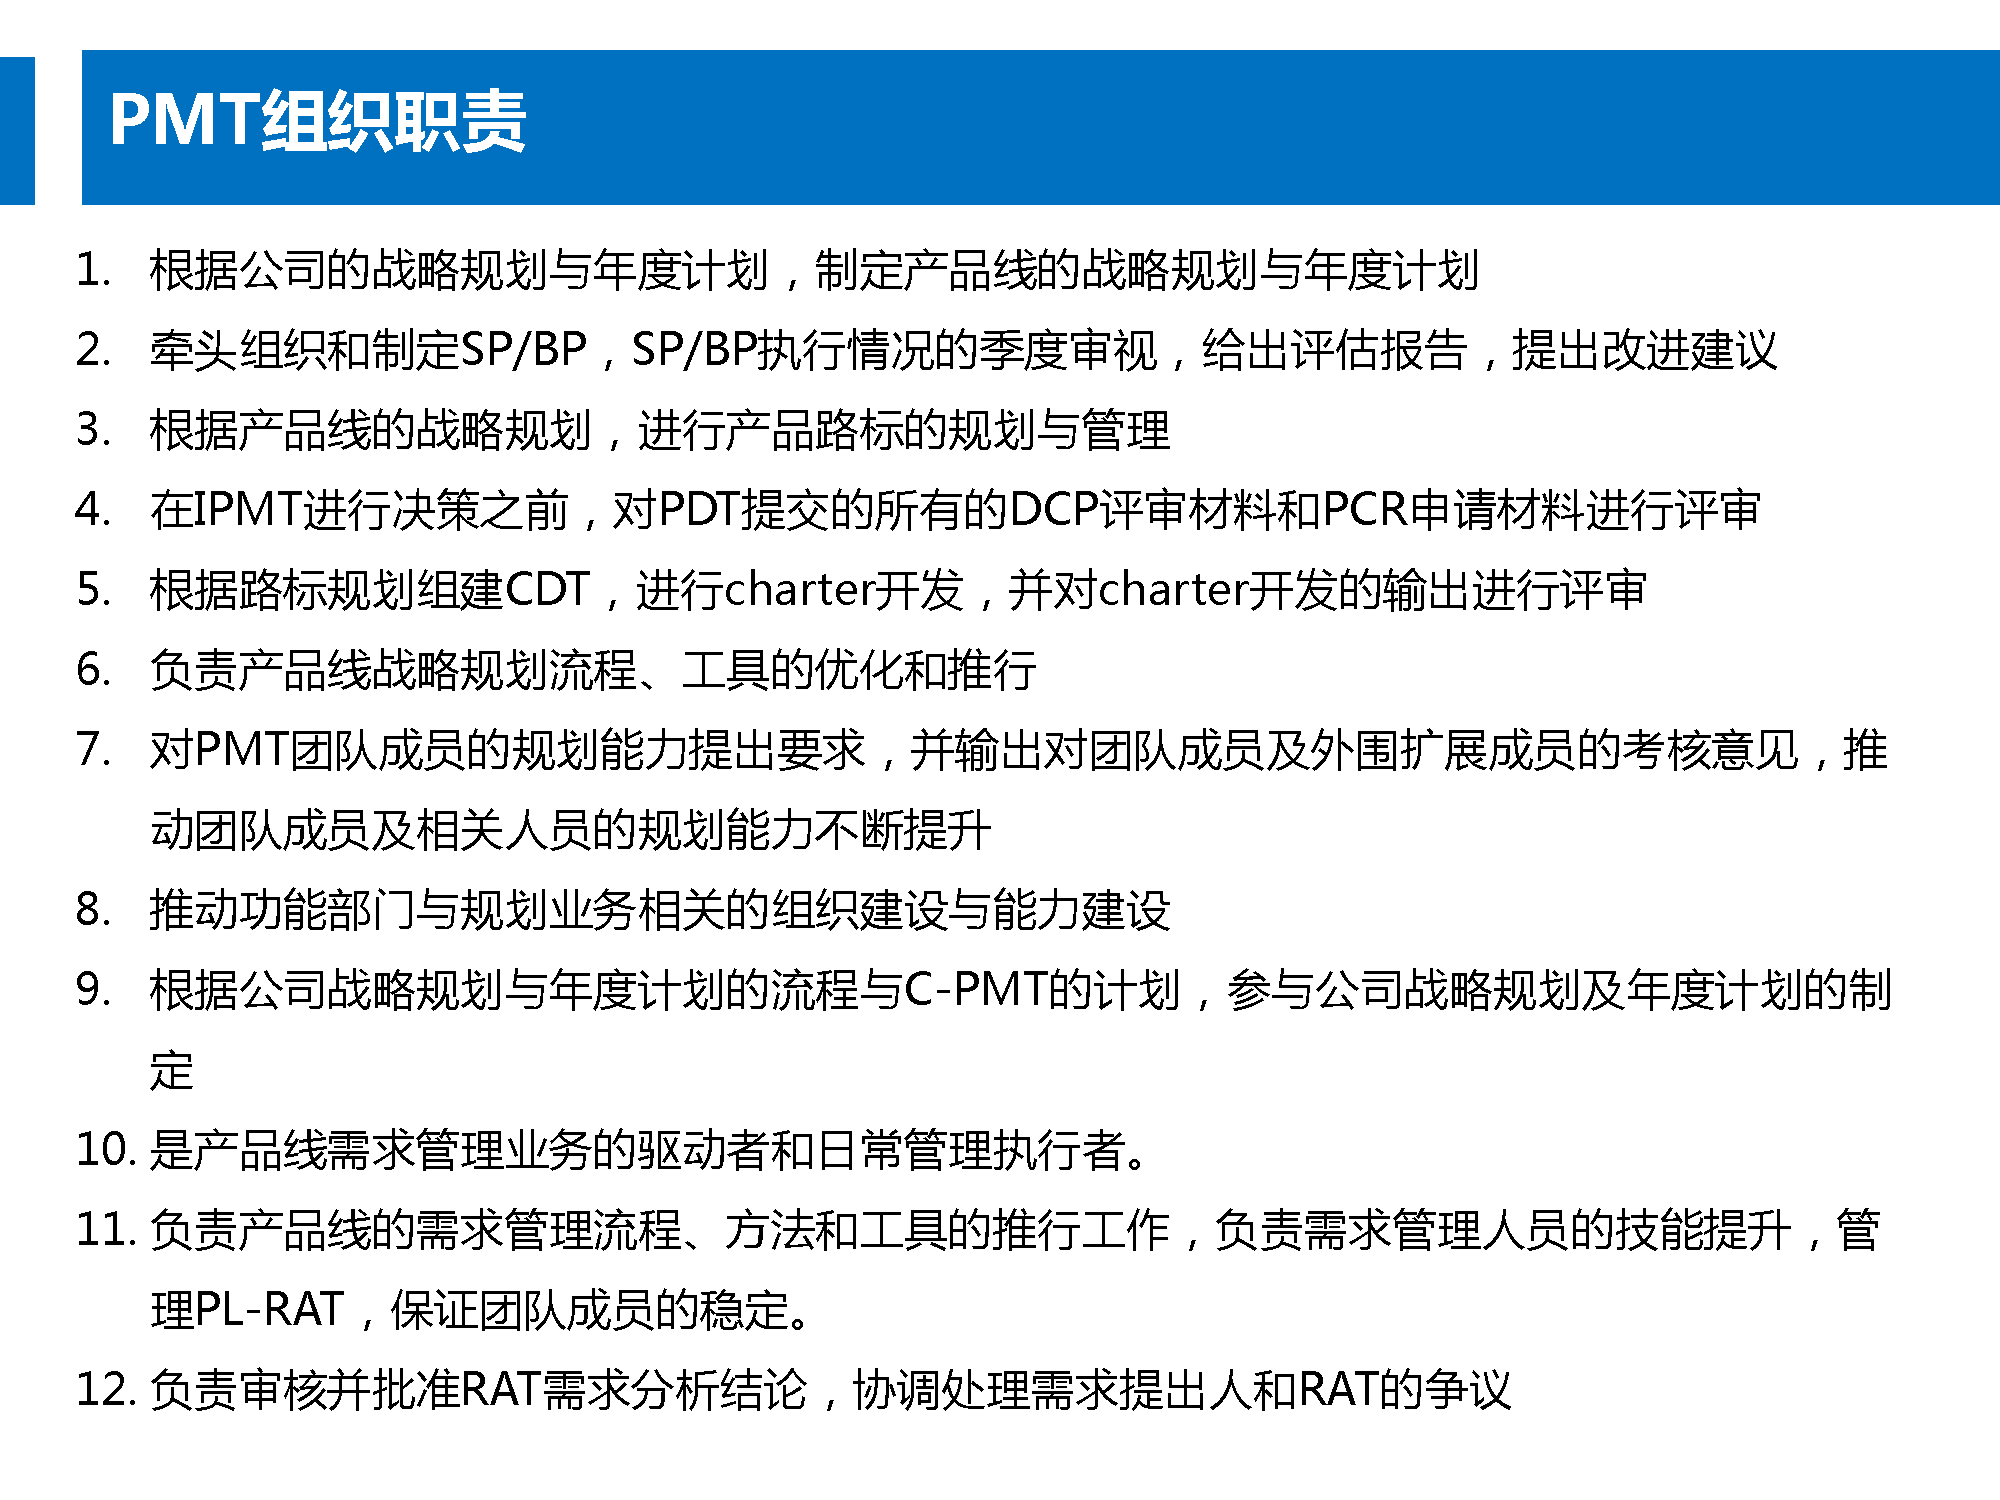 PMT组织职责
1. 根据公司的战略规划与年度计划，制定产品线的战略规划与年度计划
2. 牵头组织和制定SP/BP，SP/BP执行情况的季度审视，给出评估报告，提出改进建议
3. 根据产品线的战略规划，进行产品路标的规划与管理
4. 在IPMT进行决策之前，对PDT提交的所有的DCP评审材料和PCR申请材料进行评审
5. 根据路标规划组建CDT，进行charter开发，并对charter开发的输出进行评审
6. 负责产品线战略规划流程、工具的优化和推行
7. 对PMT团队成员的规划能力提出要求，并输出对团队成员及外围扩展成员的考核意见，推
动团队成员及相关人员的规划能力不断提升
8. 推动功能部门与规划业务相关的组织建设与能力建设
9. 根据公司战略规划与年度计划的流程与C-PMT的计划，参与公司战略规划及年度计划的制
定
10. 是产品线需求管理业务的驱动者和日常管理执行者。
11. 负责产品线的需求管理流程、方法和工具的推行工作，负责需求管理人员的技能提升，管
理PL-RAT，保证团队成员的稳定。
12. 负责审核并批准RAT需求分析结论，协调处理需求提出人和RAT的争议